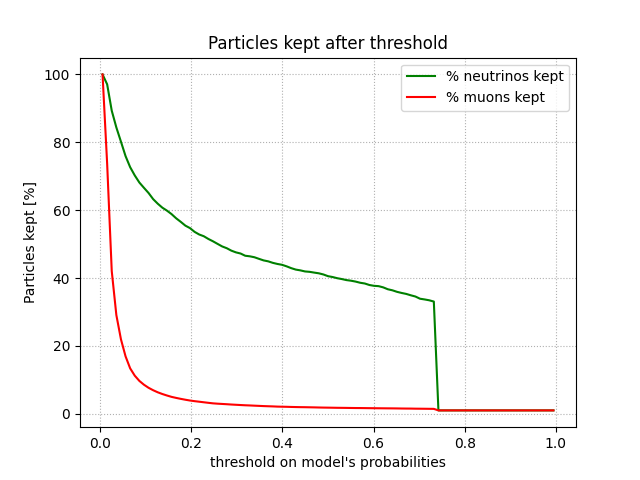 Particles kept after threshold
% neutrinos kept
% muons kept
Particles kept [%]
100
80
60
40
20
0
0.0 0.2 0.4 0.6 0.8 1.0
threshold on model's probabilities